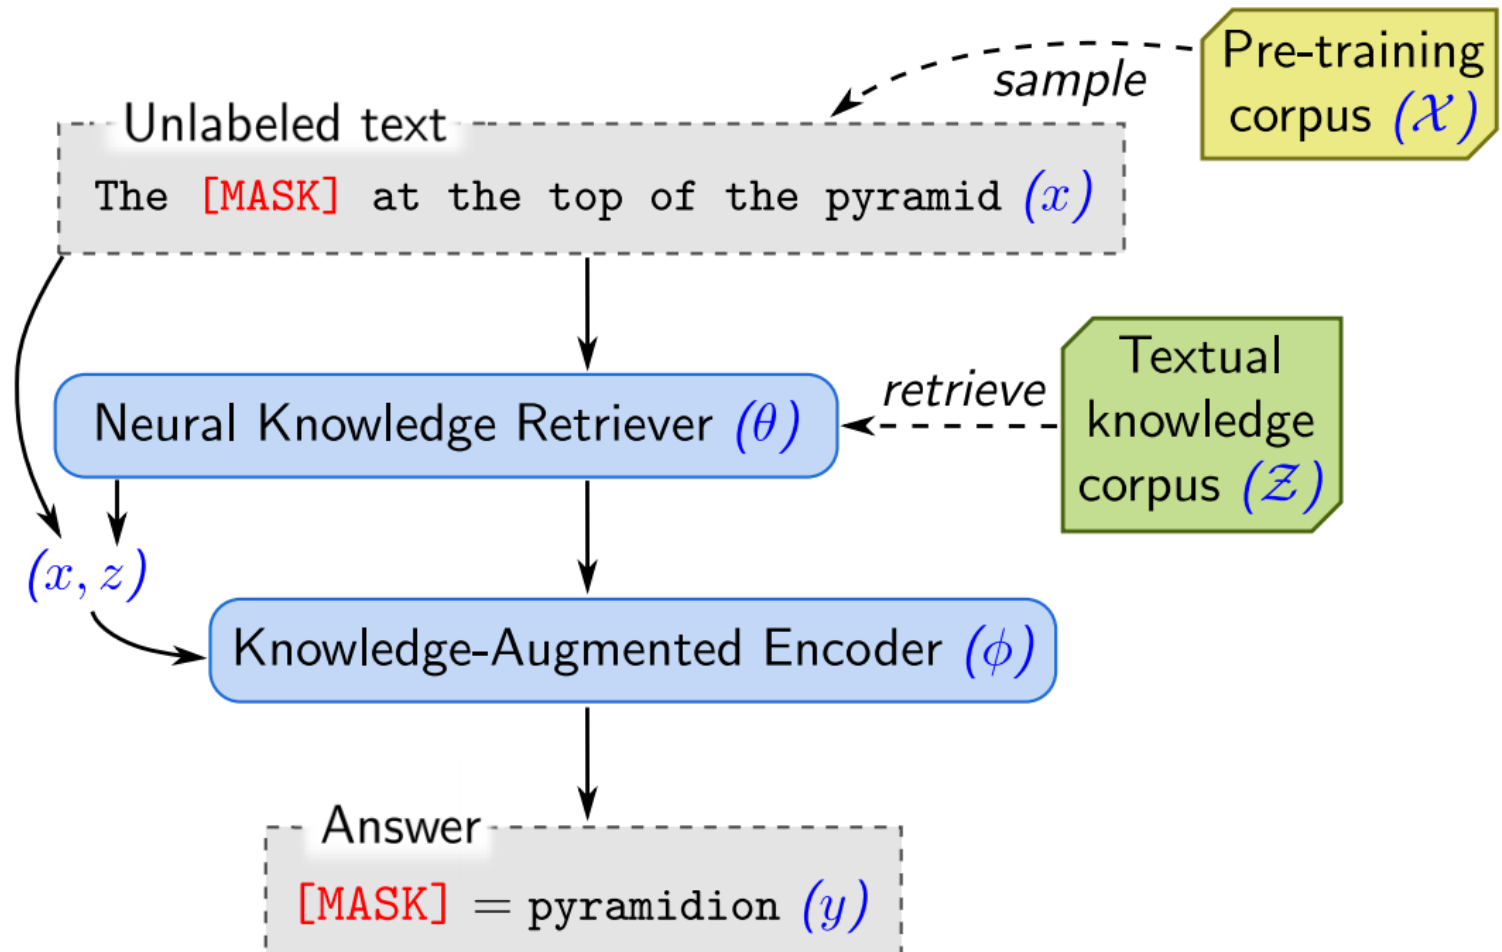 Pre-training
corpus (𝒳)
sample
Unlabeled text
The [MASK] at the top of the pyramid (x)
Textual
knowledge
corpus (𝒵)
retrieve
Neural Knowledge Retriever (θ)
(x, z)
Knowledge-Augmented Encoder (ϕ)
Answer
[MASK] = pyramidion (y)